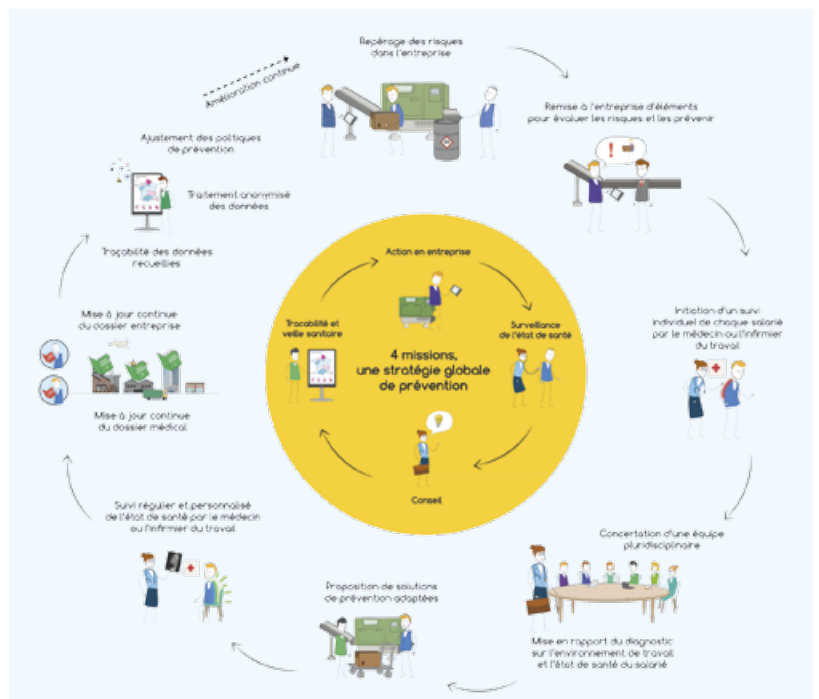 Repérage des risques
dans l'entreprise
Amélioration continue
Remise à l'entreprise d'éléments
pour évaluer les risques et les prévenir
Ajustement des politiques
de prévention
Traitement anonymisé
des données
Traçabilité des données
recueillies
Action en entreprise
Initiation d'un suivi
individuel de chaque salarié
par le médecin ou l'infirmier
du travail
Mise à jour continue
du dossier entreprise
Traçabilité et
veille sanitaire
Surveillance
de l'état de santé
4 missions,
une stratégie globale
de prévention
Mise à jour continue
du dossier médical
Conseil
Suivi régulier et personnalisé
de l'état de santé par le médecin
ou l'infirmier du travail
Concertation d'une équipe
pluridisciplinaire
Proposition de solutions
de prévention adaptées
Mise en rapport du diagnostic
sur l'environnement de travail
et l'état de santé du salarié